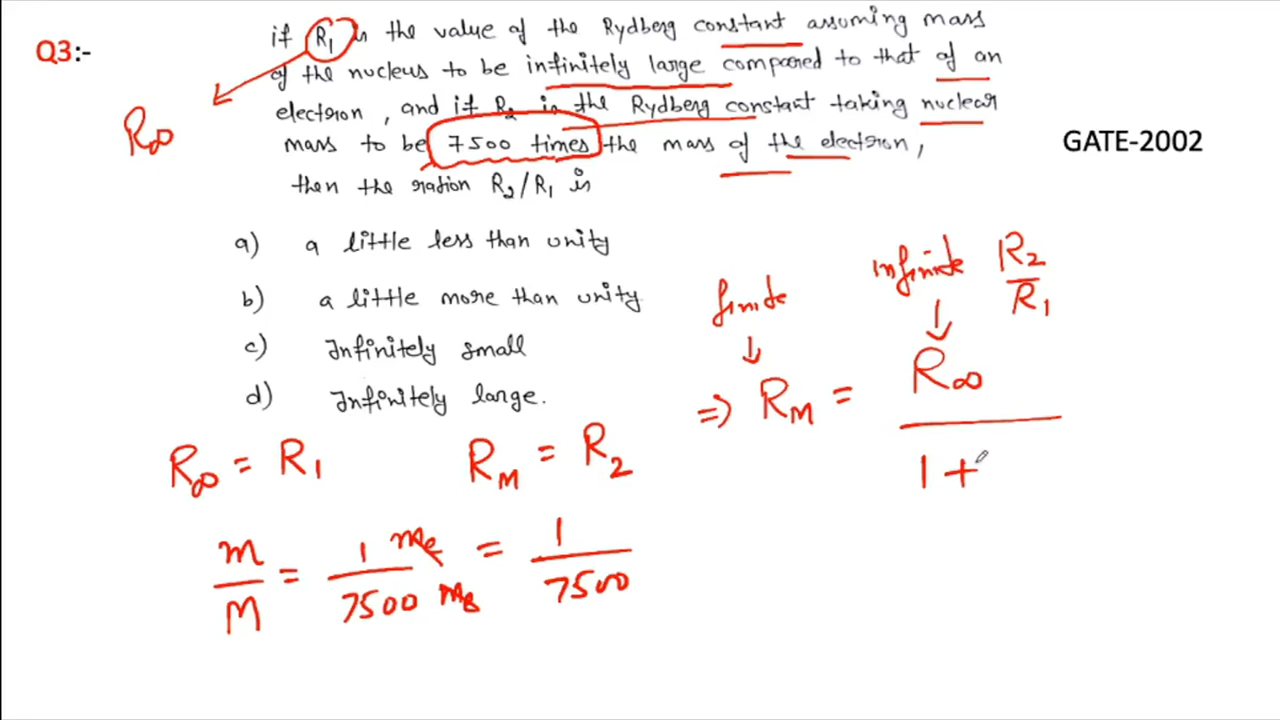 Q3:-
if R₁ is the value of the Rydberg constant assuming mass
of the nucleus to be infinitely large compared to that of an
electron, and if R₂ is the Rydberg constant taking nuclear
mass to be 7500 times the mass of the electron,
then the ration R₂/R₁ is
GATE-2002
R∞
a) a little less than unity
b) a little more than unity
c) Infinitely small
d) Infinitely large.
finite
infinite
R₂/R₁
⇒ R_M = R∞ / 1+
R∞ = R₁
R_M = R₂
m/M = 1 mₑ / 7500 mₑ = 1/7500